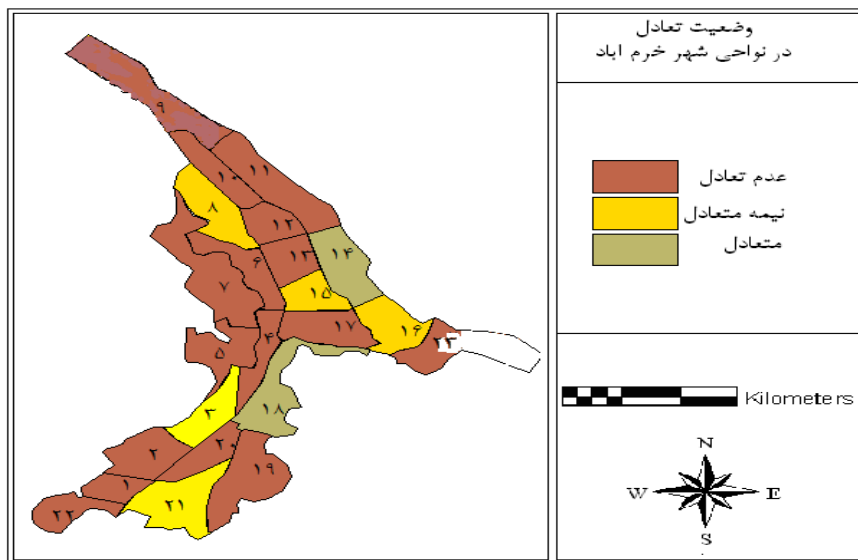 وضعیت تعادل
در نواحی شهر خرم اباد
عدم تعادل
نیمه متعادل
متعادل
Kilometers
N
W E
S
۹
۱۱
۱۰
۸
۱۲
۱۴
۶
۱۳
۷
۱۵
۱۶
۱۷
۴
۲۳
۵
۳
۱۸
۲۰
۲
۱۹
۱
۲۱
۲۲